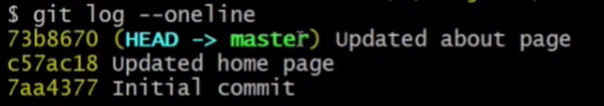 $ git log --oneline
73b8670 (HEAD -> master) Updated about page
c57ac18 Updated home page
7aa4377 Initial commit